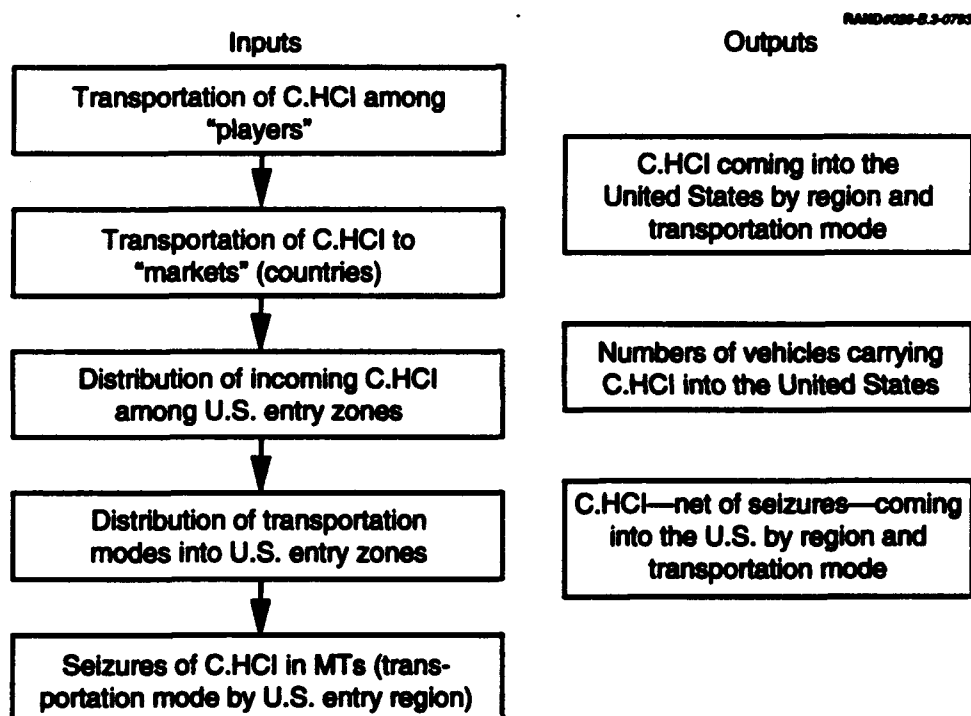 Inputs
Transportation of C.HCl among
"players"
Transportation of C.HCl to
"markets" (countries)
Distribution of incoming C.HCl
among U.S. entry zones
Distribution of transportation
modes into U.S. entry zones
Seizures of C.HCl in MTs (trans-
portation mode by U.S. entry region)
Outputs
C.HCl coming into the
United States by region and
transportation mode
Numbers of vehicles carrying
C.HCl into the United States
C.HCl—net of seizures—coming
into the U.S. by region and
transportation mode